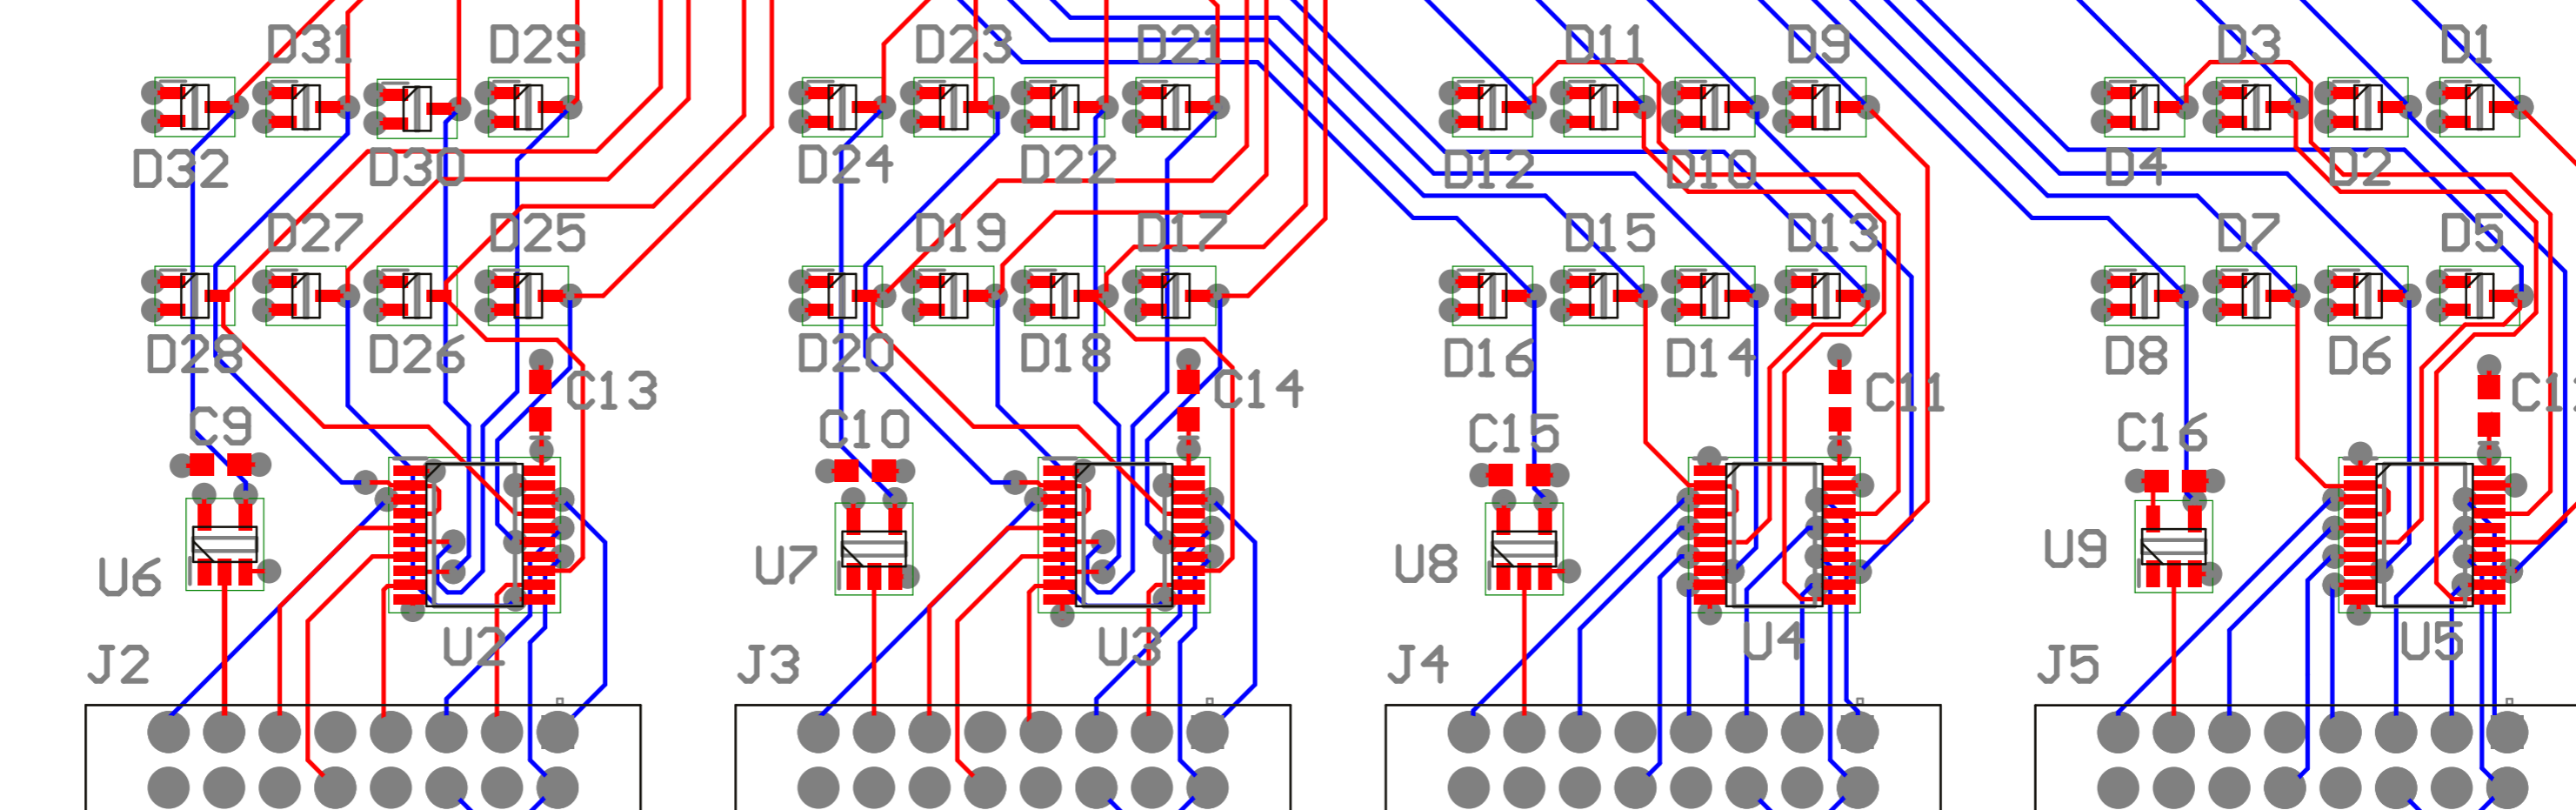 D31 D29 D23 D21 D11 D9 D3 D1
D32 D30 D24 D22 D12 D10 D4 D2
D27 D25 D19 D17 D15 D13 D7 D5
D28 D26 D20 D18 D16 D14 D8 D6
C13 C14 C11
C9 C10 C15 C16
U6 U7 U8 U9
U2 U3 U4 U5
J2 J3 J4 J5